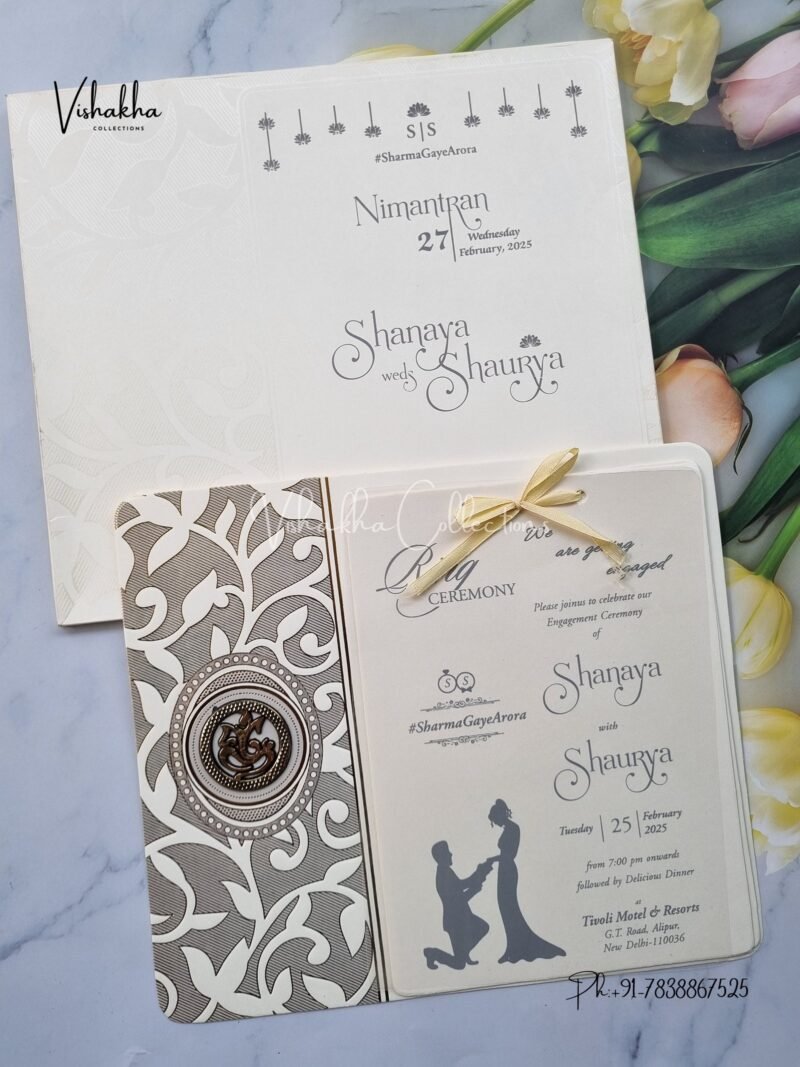 Vishakha
COLLECTIONS
S|S
#SharmaGayeArora
Nimantran
27 Wednesday
February, 2025
Shanaya
weds Shaurya
Vishakha Collections
Ring
CEREMONY
We
are getting
engaged
Please joinus to celebrate our
Engagement Ceremony
of
Shanaya
S S
#SharmaGayeArora
with
Shaurya
Tuesday | 25 | February
2025
from 7:00 pm onwards
followed by Delicious Dinner
at
Tivoli Motel & Resorts
G.T. Road, Alipur,
New Delhi-110036
Ph:+91-7838867525